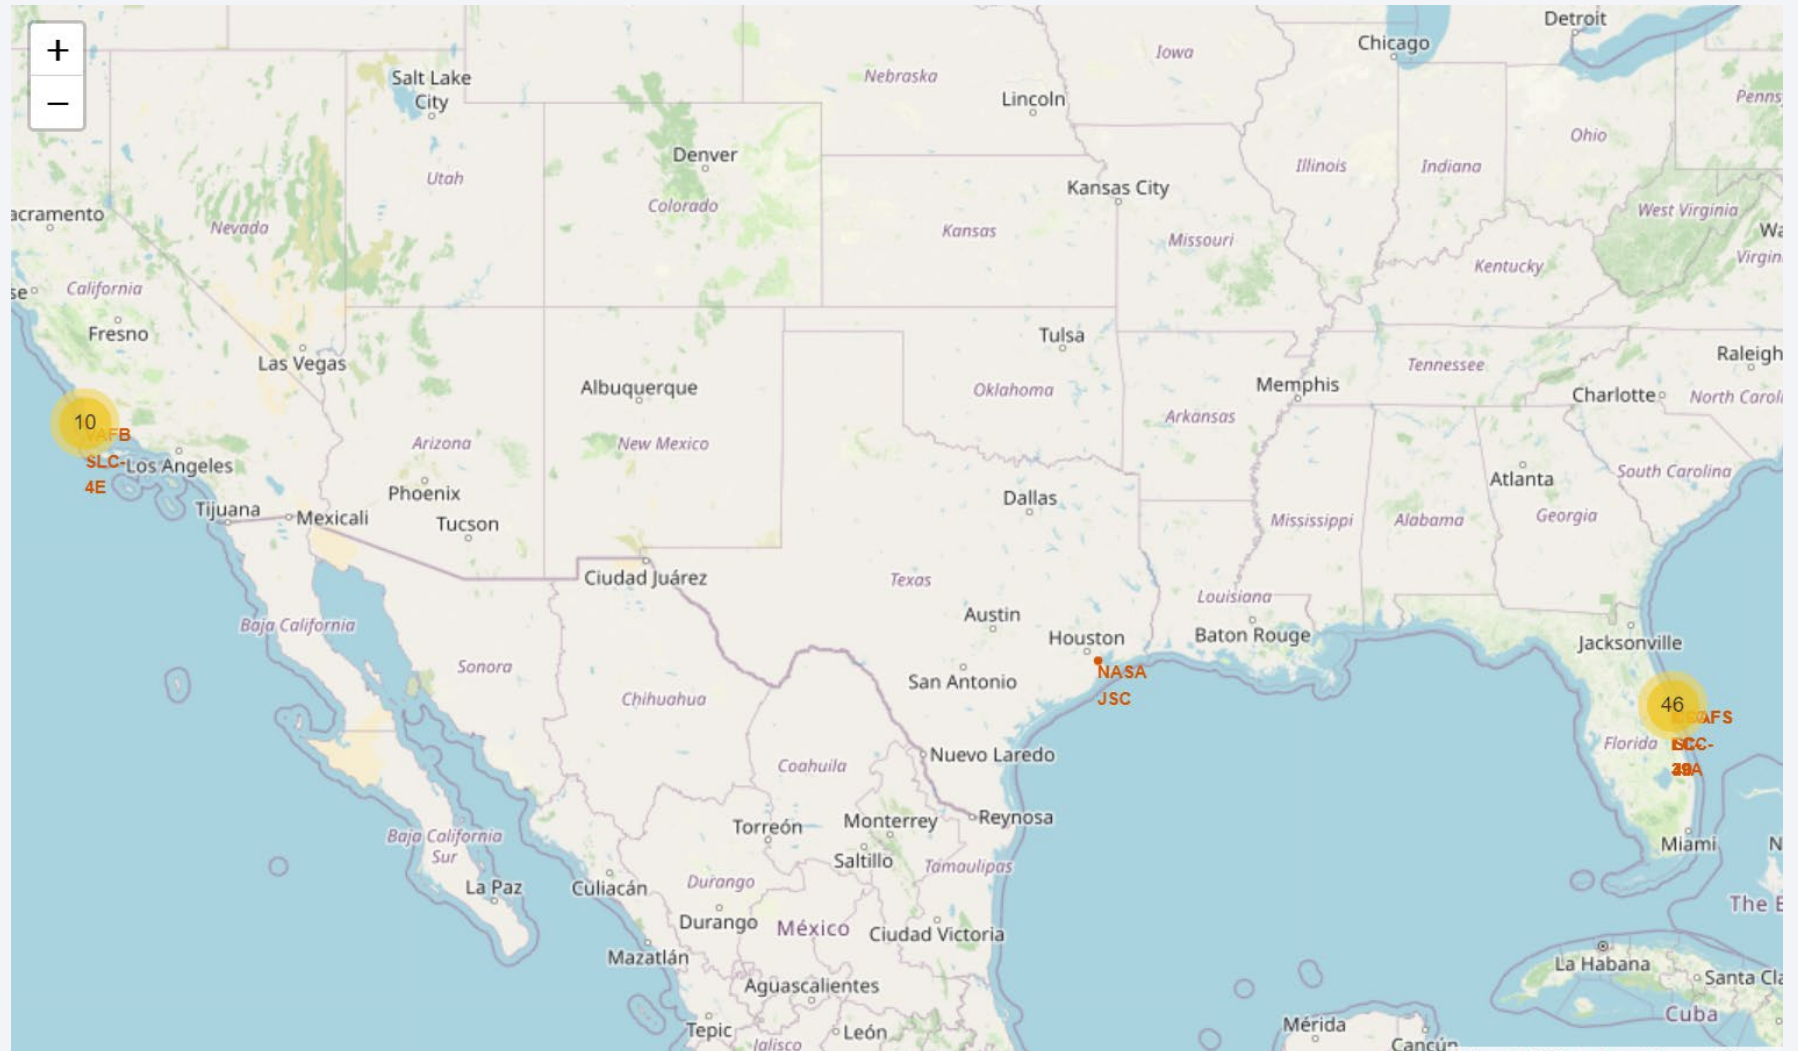 Detroit
Chicago
+
−
Salt Lake
City
Iowa
Nebraska
Lincoln
Penns
Ohio
Denver
Utah
Illinois
Indiana
Kansas City
Colorado
acramento
Nevada
Kansas
Missouri
West Virginia
Wa
Virgin
Kentucky
California
se
Fresno
Las Vegas
Tulsa
Tennessee
Raleigh
Albuquerque
Oklahoma
Memphis
Charlotte
North Caroli
Arkansas
10
VAFB
SLC-
4E
Los Angeles
Arizona
New Mexico
Phoenix
Tucson
Tijuana
Mexicali
Dallas
Atlanta
South Carolina
Mississippi
Alabama
Georgia
Ciudad Juárez
Texas
Louisiana
Austin
Houston
Baton Rouge
Jacksonville
Baja California
Sonora
Chihuahua
San Antonio
NASA
JSC
46
AFS
Florida
Coahuila
Nuevo Laredo
Torreón
Monterrey
Reynosa
Saltillo
Tamaulipas
Miami
N
Baja California
Sur
La Paz
Culiacán
Durango
Durango
México
Ciudad Victoria
The B
Mazatlán
La Habana
Santa Cla
Aguascalientes
Cuba
Tepic
León
Jalisco
Mérida
Cancún